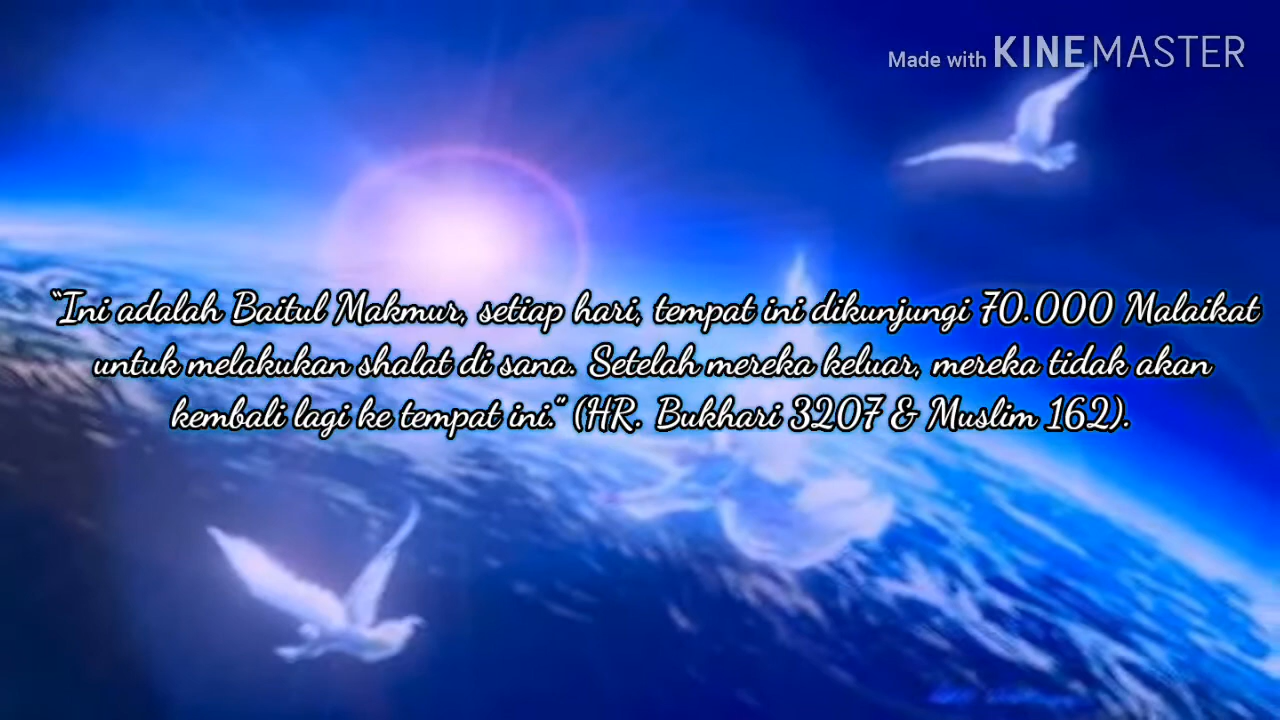 Made with KINEMASTER
“Ini adalah Baitul Makmur, setiap hari, tempat ini dikunjungi 70.000 Malaikat
untuk melakukan shalat di sana. Setelah mereka keluar, mereka tidak akan
kembali lagi ke tempat ini.” (HR. Bukhari 3207 & Muslim 162).